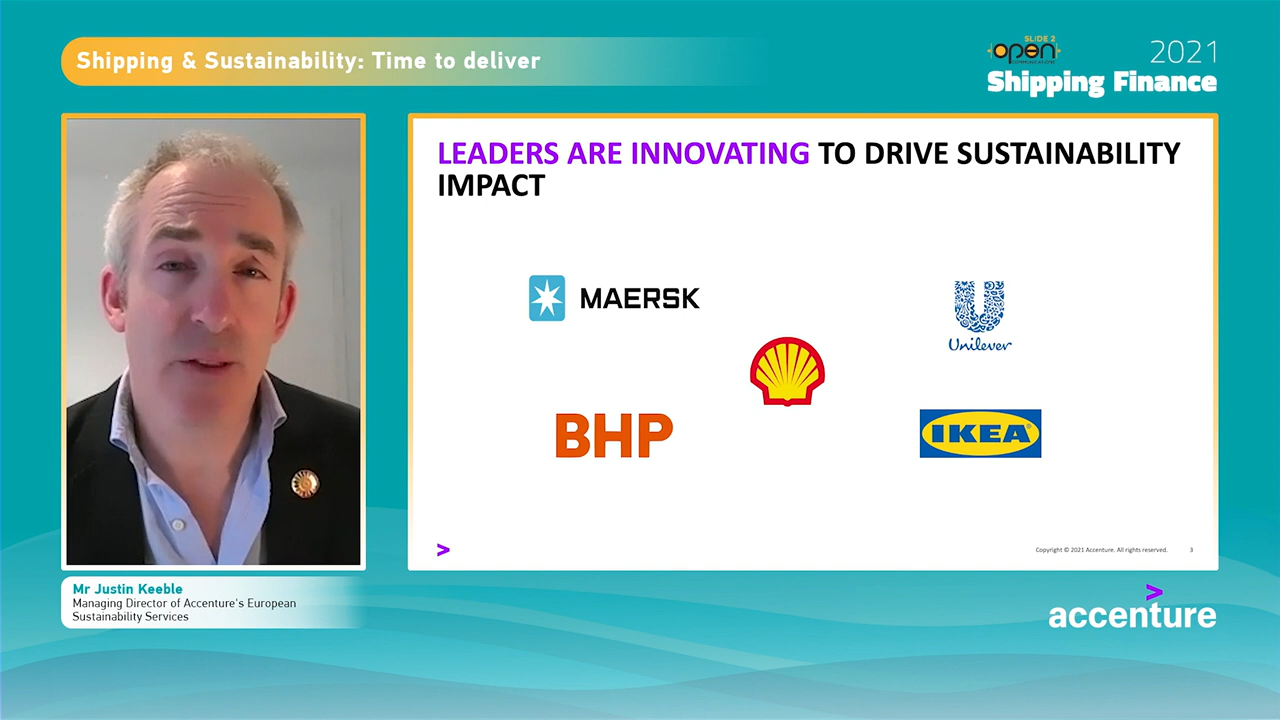 Shipping & Sustainability: Time to deliver
SLIDE 2
open
COMMUNICATIONS
2021
Shipping Finance
LEADERS ARE INNOVATING TO DRIVE SUSTAINABILITY
IMPACT
MAERSK
Unilever
BHP
IKEA®
>
Copyright © 2021 Accenture. All rights reserved.
3
Mr Justin Keeble
Managing Director of Accenture's European
Sustainability Services
accenture